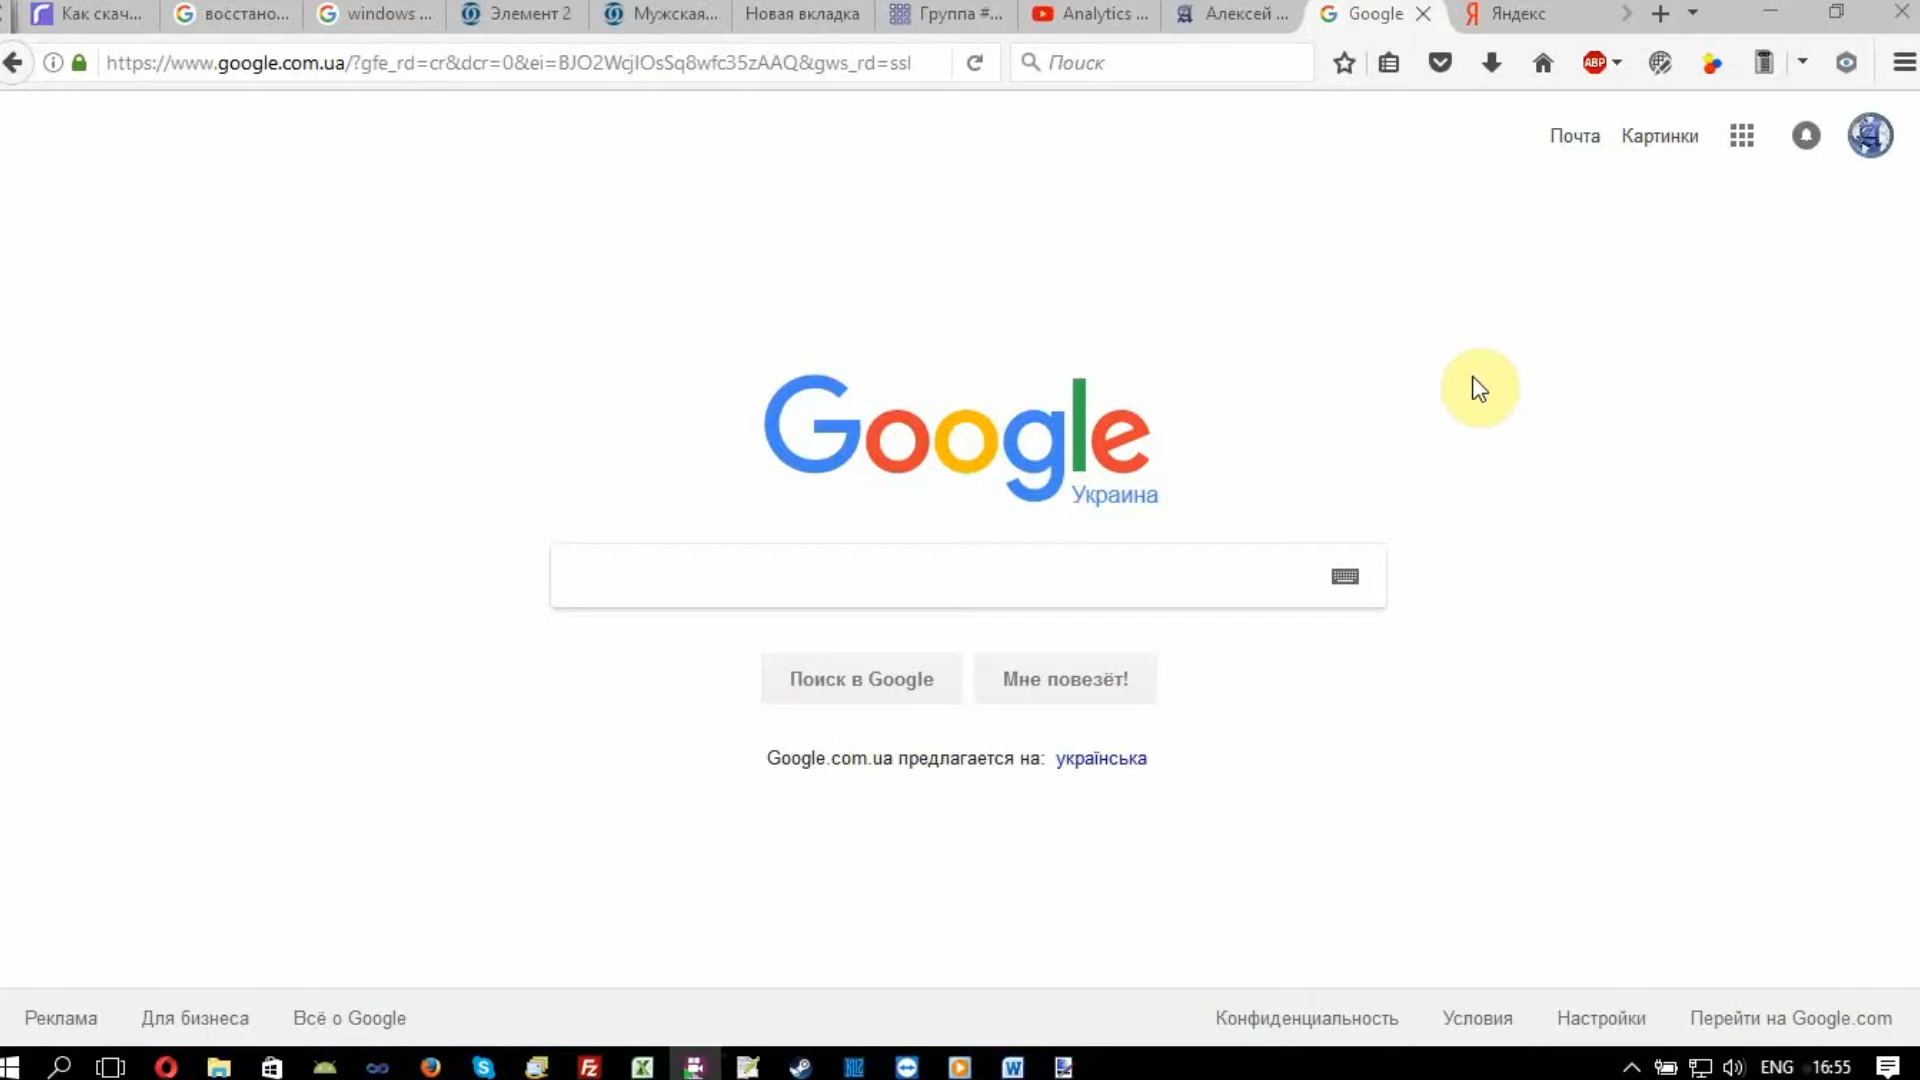 Как скач...
восстано...
windows ...
Элемент 2
Мужская...
Новая вкладка
Группа #...
Analytics ...
Алексей ...
Google
Яндекс
https://www.google.com.ua/?gfe_rd=cr&dcr=0&ei=BJO2WcjIOsSq8wfc35zAAQ&gws_rd=ssl
Поиск
ABP
Почта
Картинки
Google
Украина
Поиск в Google
Мне повезёт!
Google.com.ua предлагается на: українська
Реклама
Для бизнеса
Всё о Google
Конфиденциальность
Условия
Настройки
Перейти на Google.com
ENG
16:55